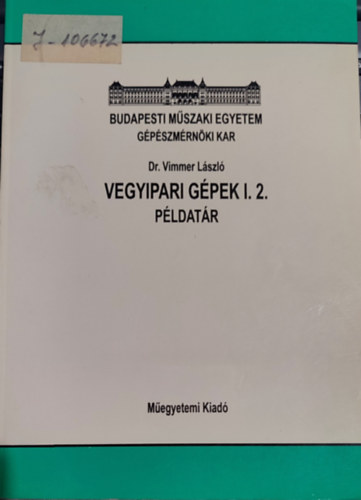 J-106672
BUDAPESTI MŰSZAKI EGYETEM
GÉPÉSZMÉRNÖKI KAR
Dr. Vimmer László
VEGYIPARI GÉPEK I. 2.
PÉLDATÁR
Műegyetemi Kiadó